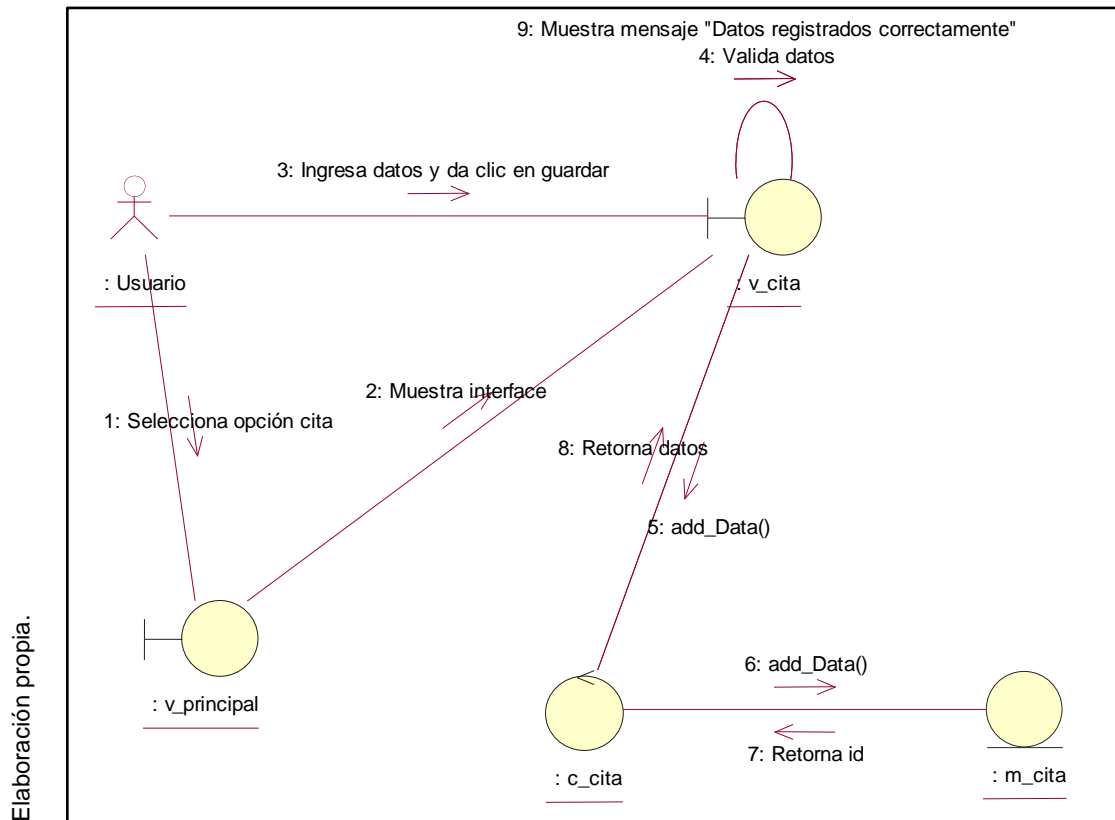 9: Muestra mensaje "Datos registrados correctamente"
4: Valida datos
3: Ingresa datos y da clic en guardar
: Usuario
: v_cita
2: Muestra interface
1: Selecciona opción cita
8: Retorna datos
5: add_Data()
6: add_Data()
: v_principal
7: Retorna id
: c_cita
: m_cita
Elaboración propia.